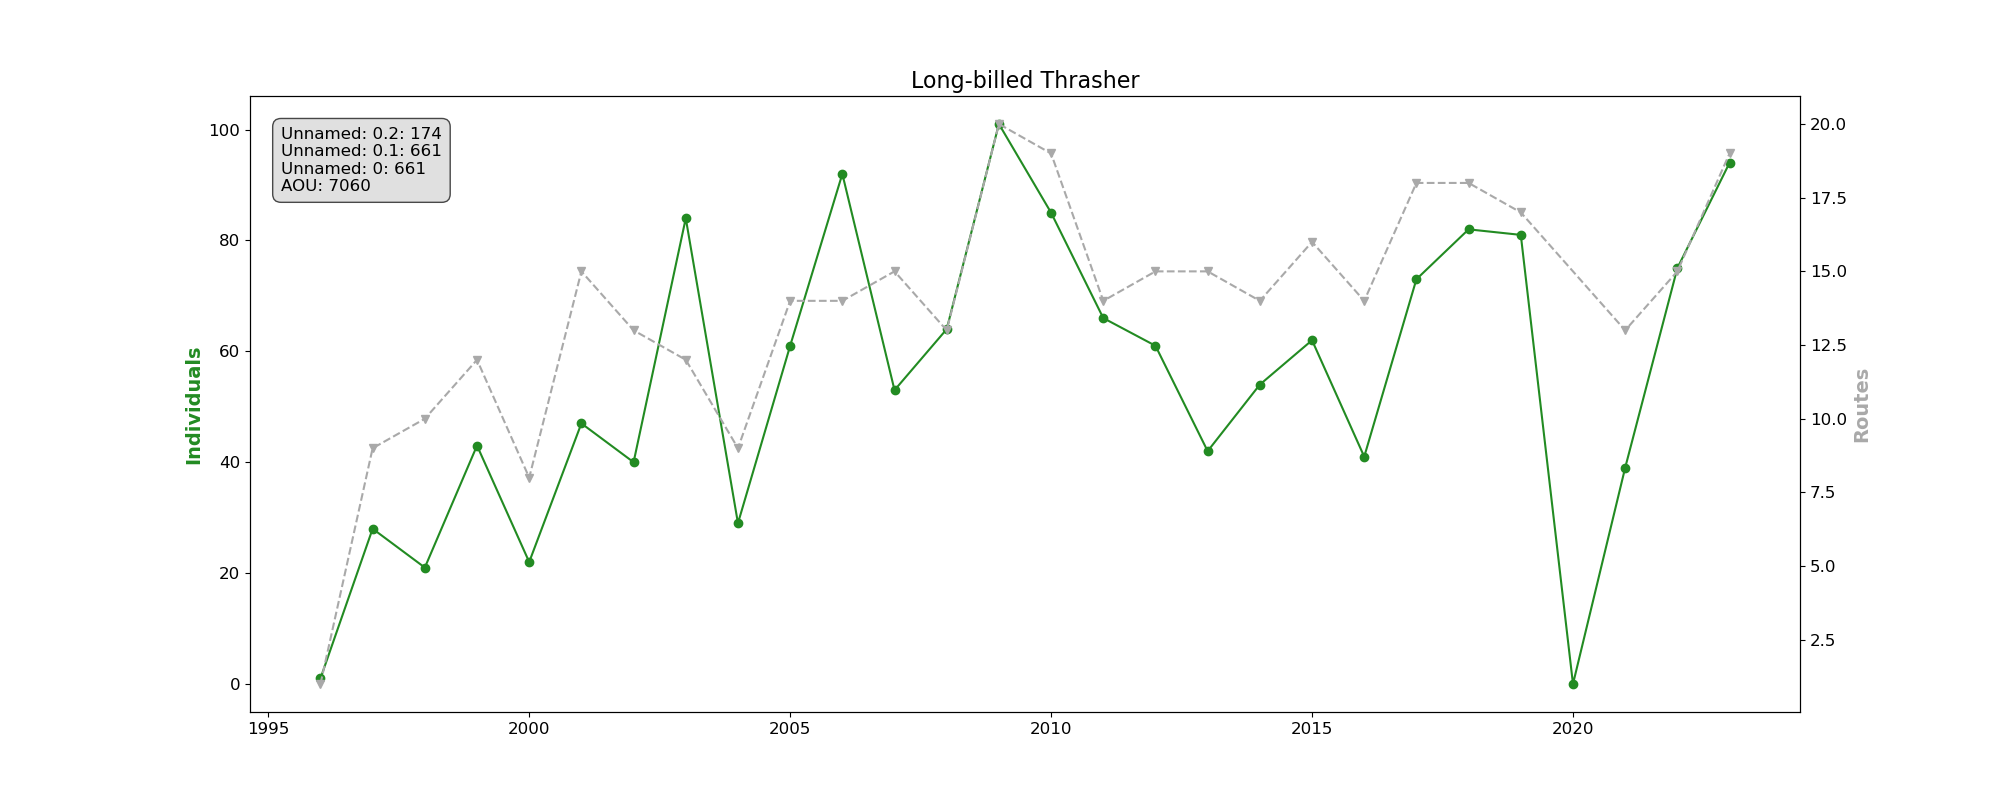 Long-billed Thrasher
Unnamed: 0.2: 174
Unnamed: 0.1: 661
Unnamed: 0: 661
AOU: 7060
Individuals
100
80
60
40
20
0
1995
2000
2005
2010
2015
2020
20.0
17.5
15.0
12.5
10.0
7.5
5.0
2.5
Routes